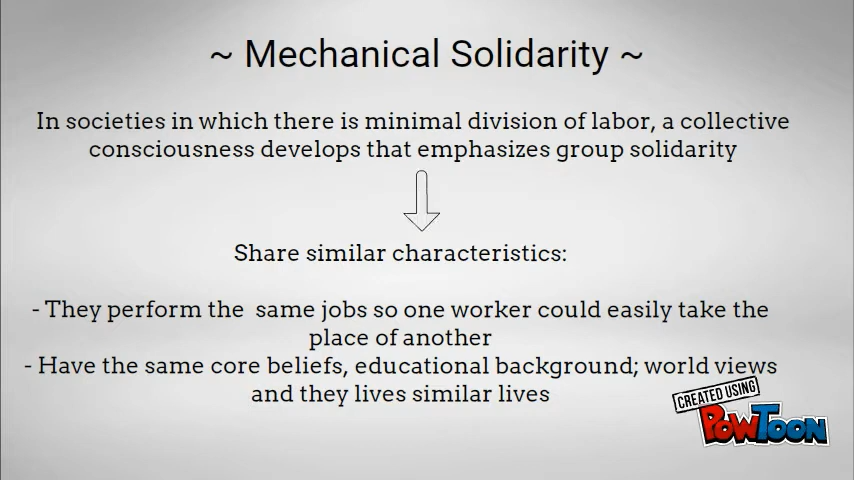 ~ Mechanical Solidarity ~
In societies in which there is minimal division of labor, a collective
consciousness develops that emphasizes group solidarity
Share similar characteristics:
- They perform the  same jobs so one worker could easily take the
place of another
- Have the same core beliefs, educational background; world views
and they lives similar lives
CREATED USING
POWTOON